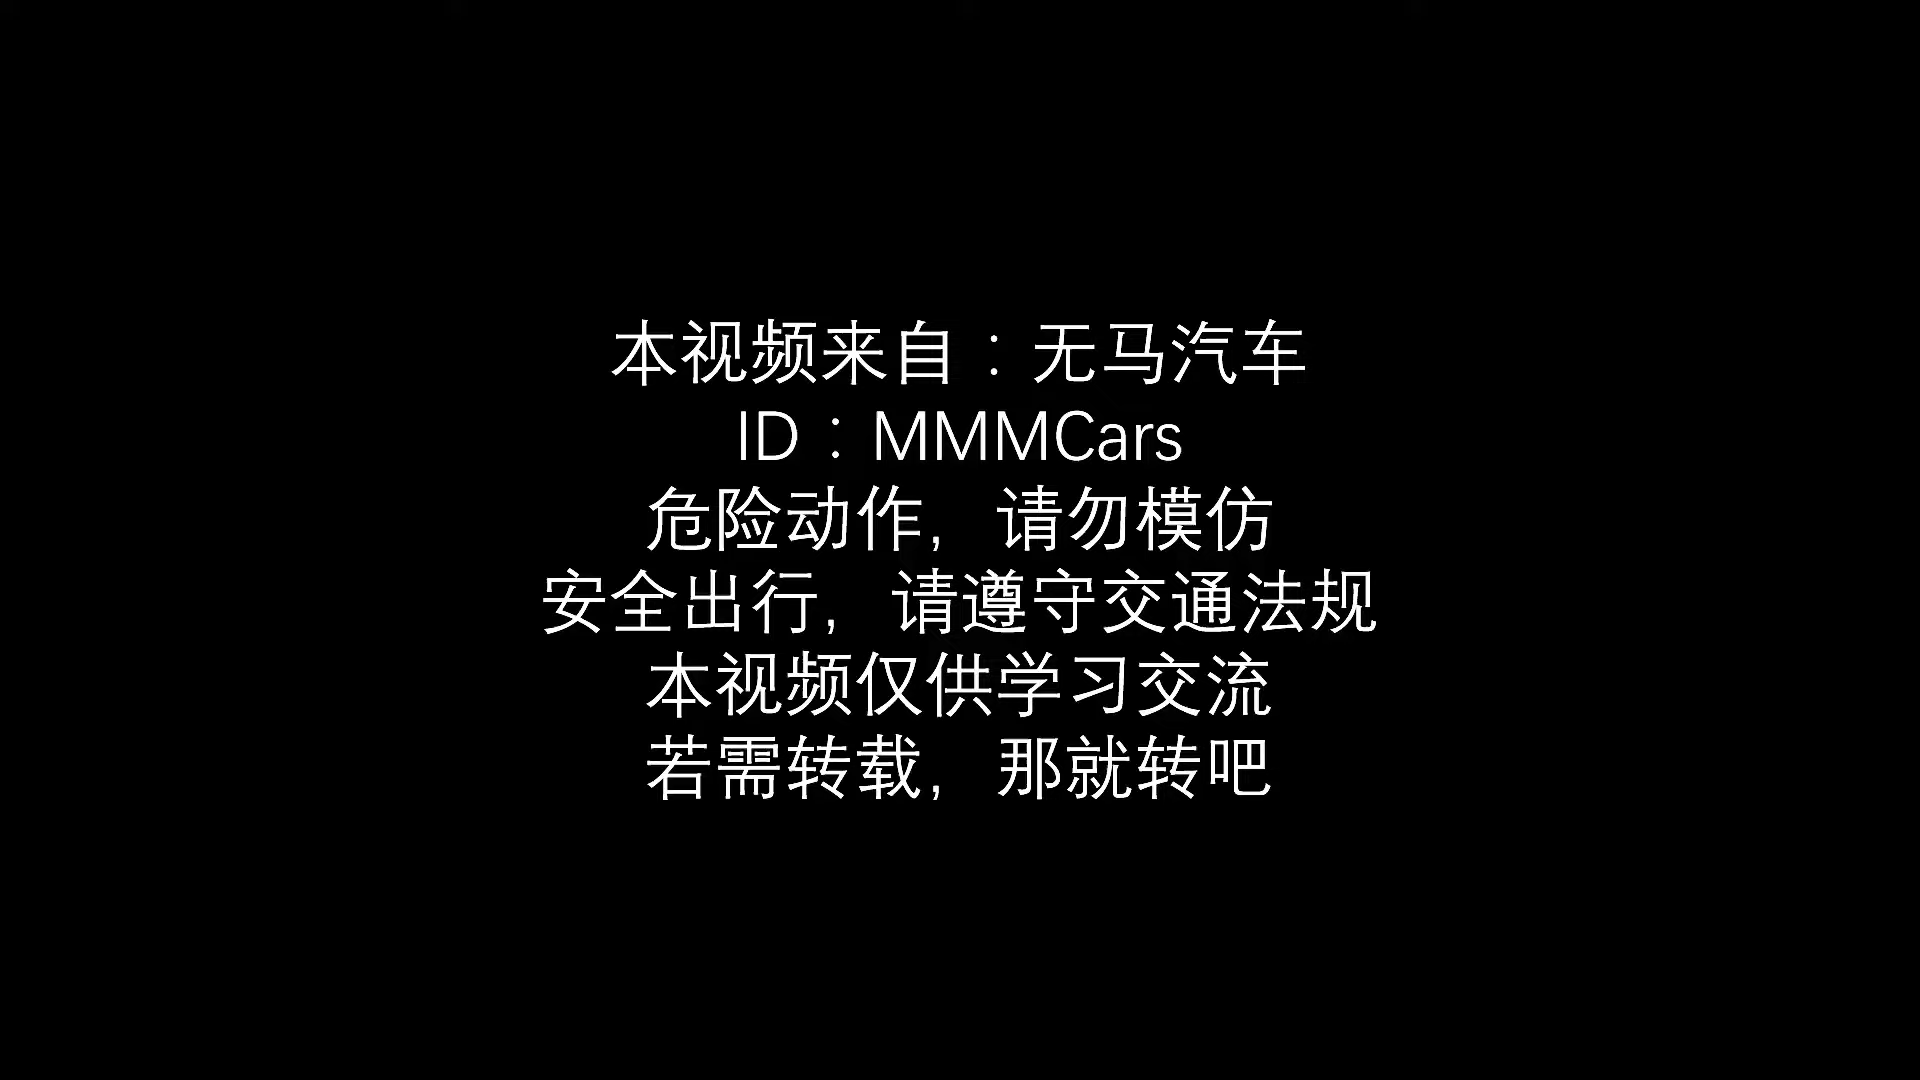 本视频来自：无马汽车
ID：MMMCars
危险动作，请勿模仿
安全出行，请遵守交通法规
本视频仅供学习交流
若需转载，那就转吧